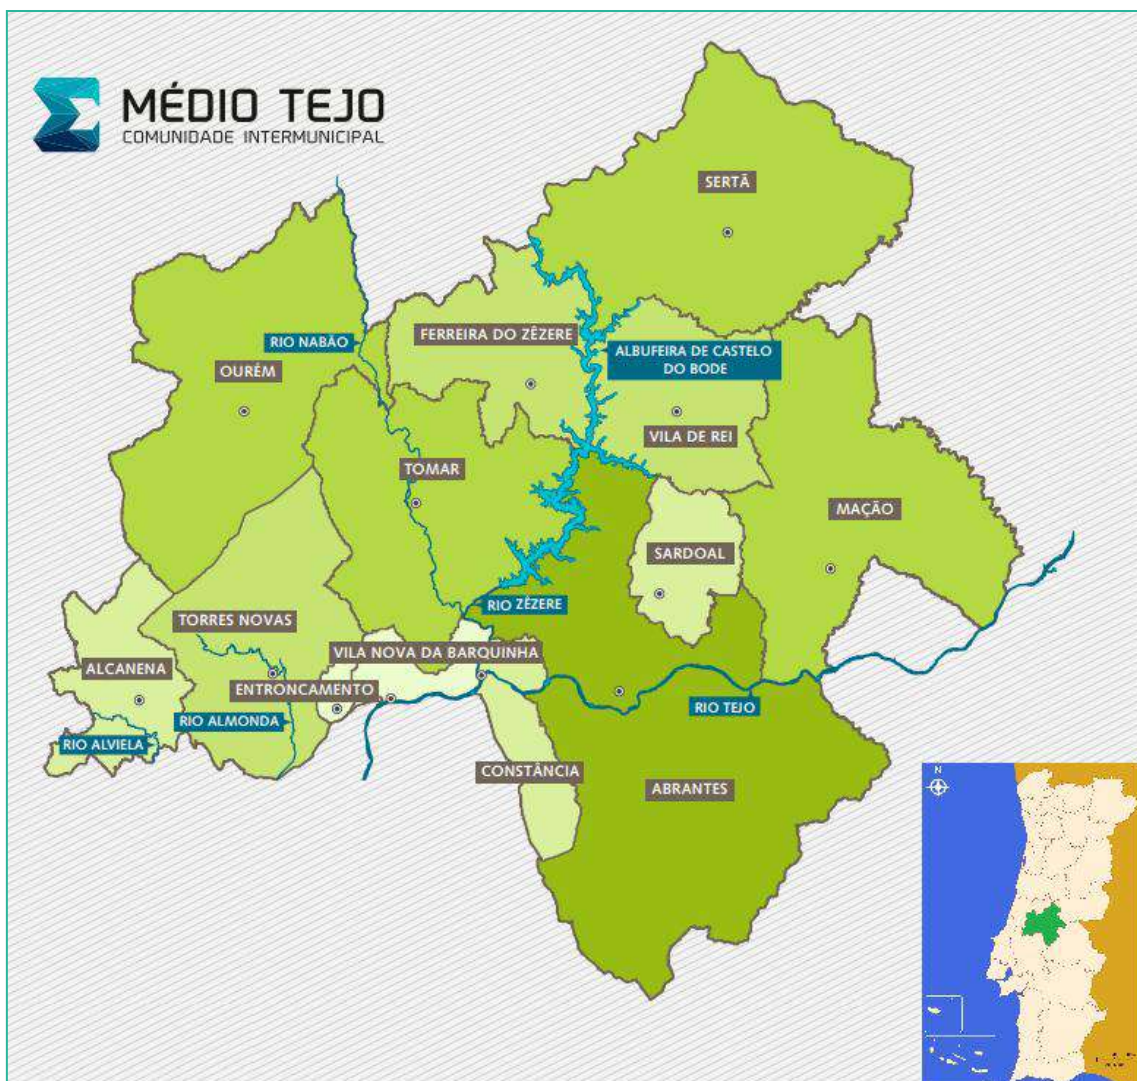 MÉDIO TEJO
COMUNIDADE INTERMUNICIPAL
SERTÃ
FERREIRA DO ZÊZERE
RIO NABÃO
ALBUFEIRA DE CASTELO
DO BODE
OURÉM
VILA DE REI
TOMAR
MAÇÃO
SARDOAL
RIO ZÊZERE
TORRES NOVAS
VILA NOVA DA BARQUINHA
ALCANENA
ENTRONCAMENTO
RIO TEJO
RIO ALMONDA
RIO ALVIELA
CONSTÂNCIA
ABRANTES
N